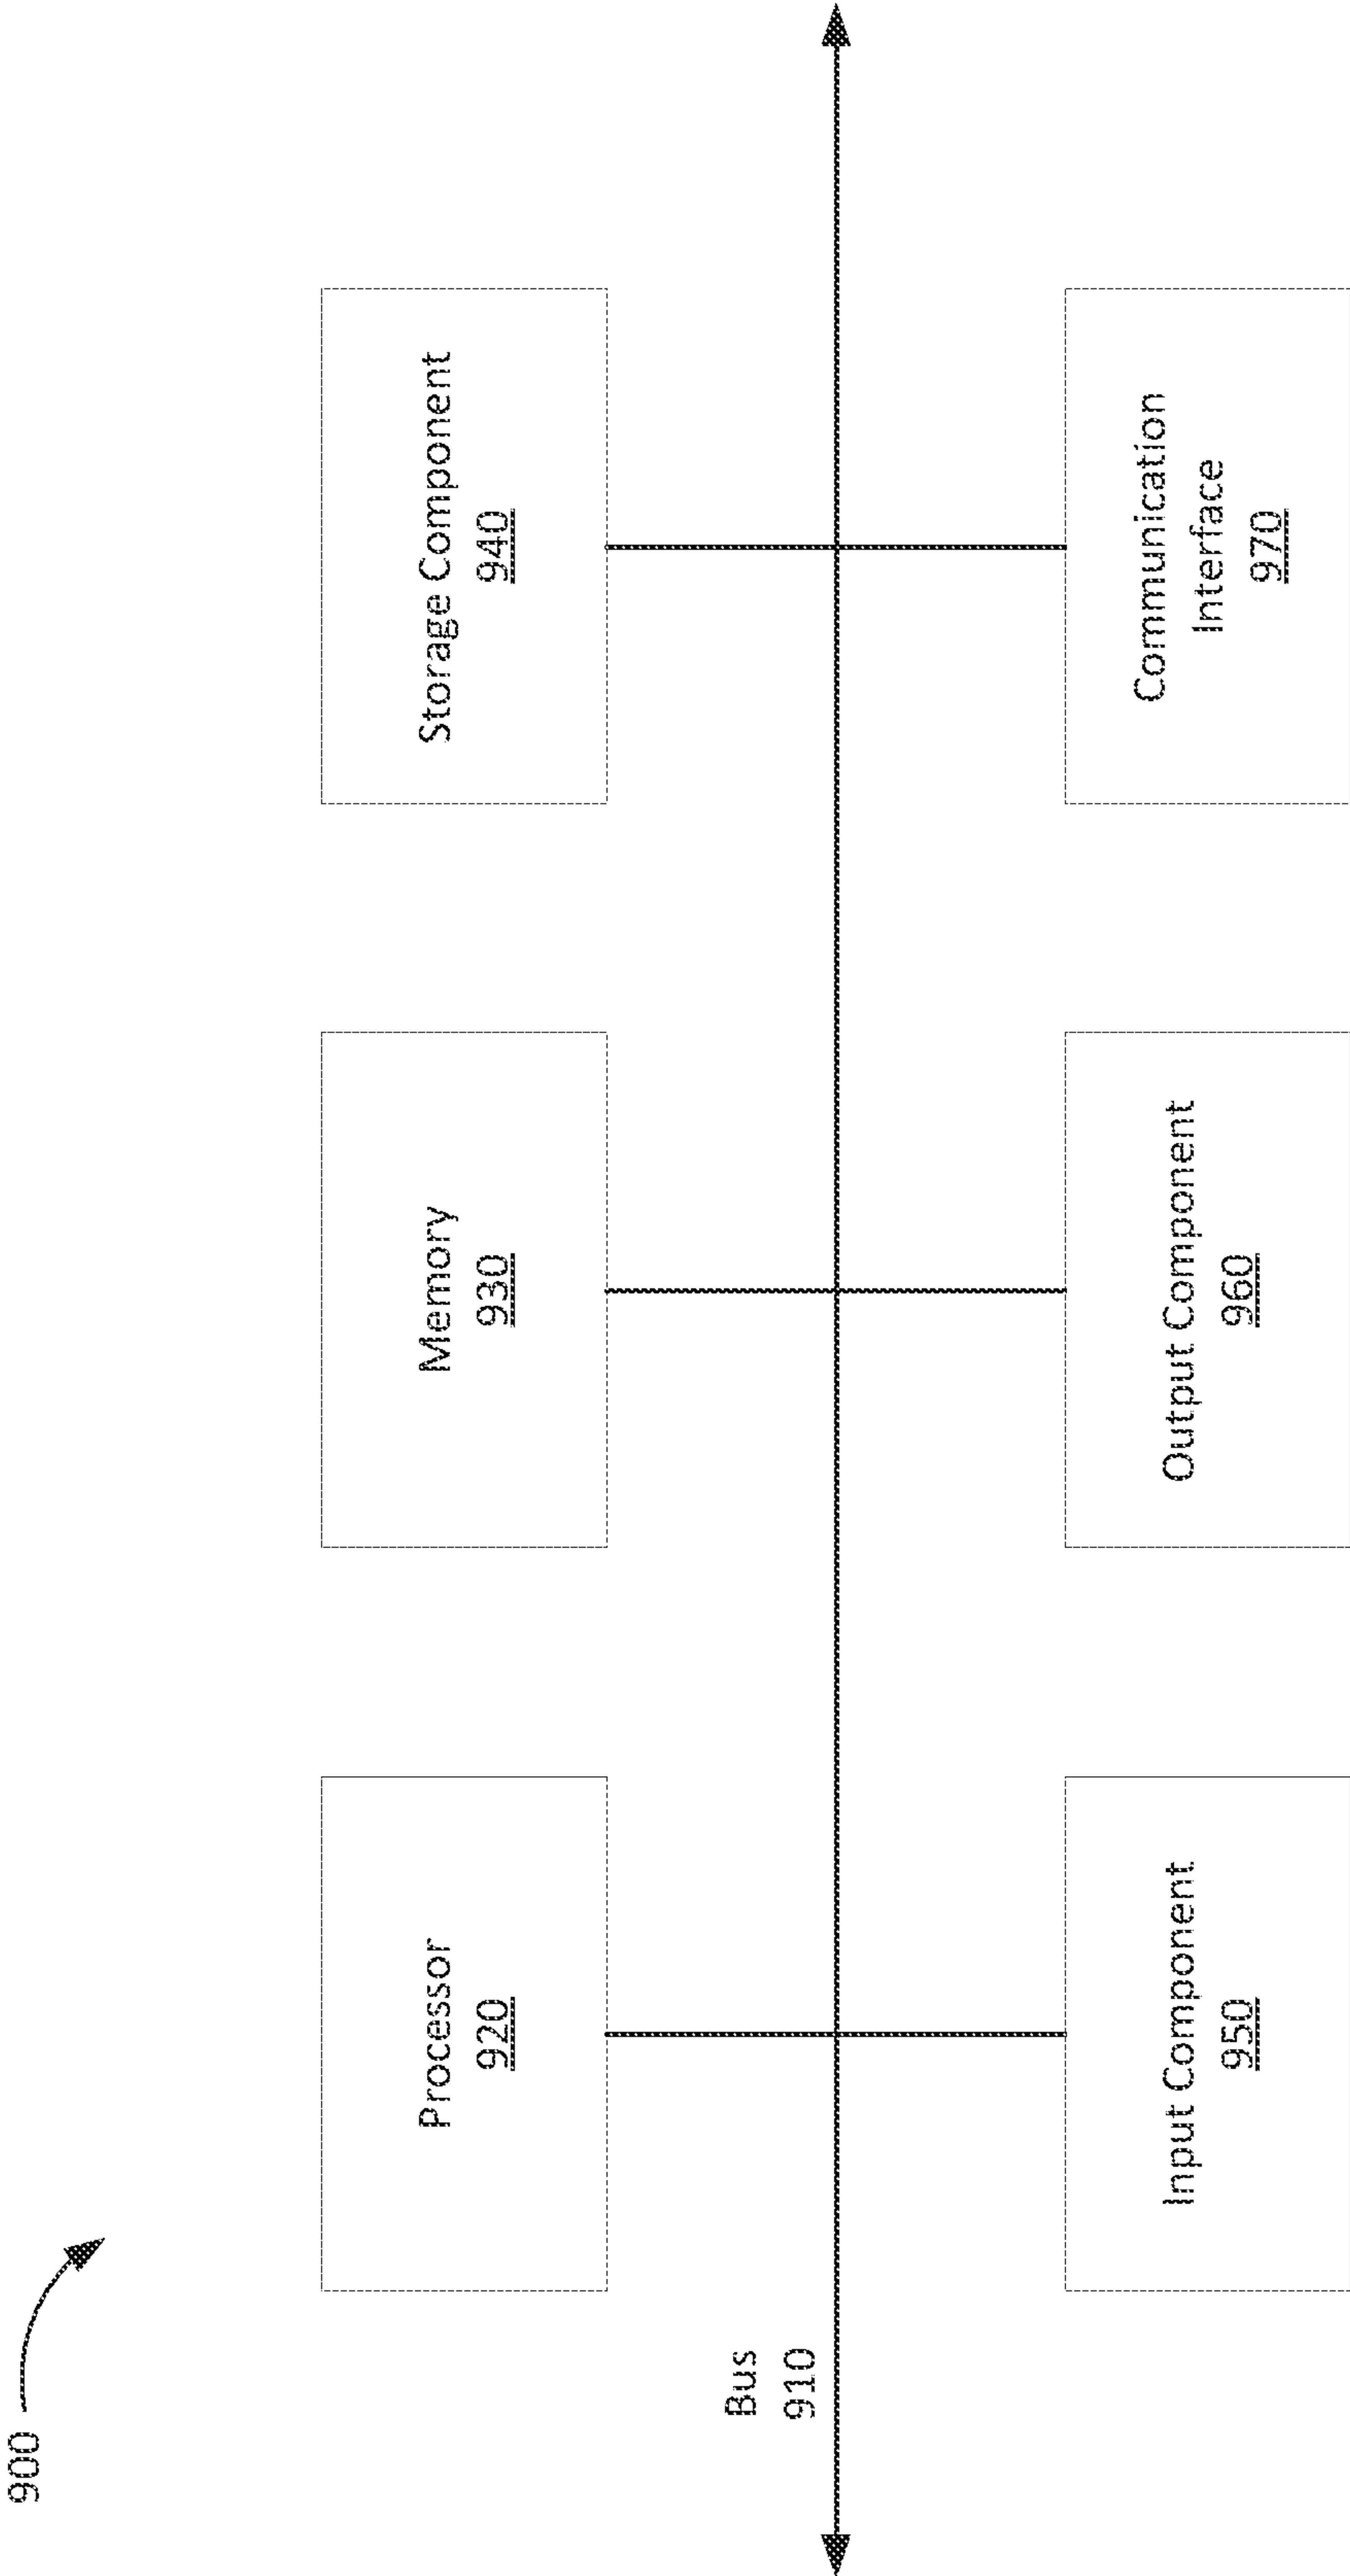 900
Processor
920
Memory
930
Storage Component
940
Bus
910
Input Component
950
Output Component
960
Communication
Interface
970